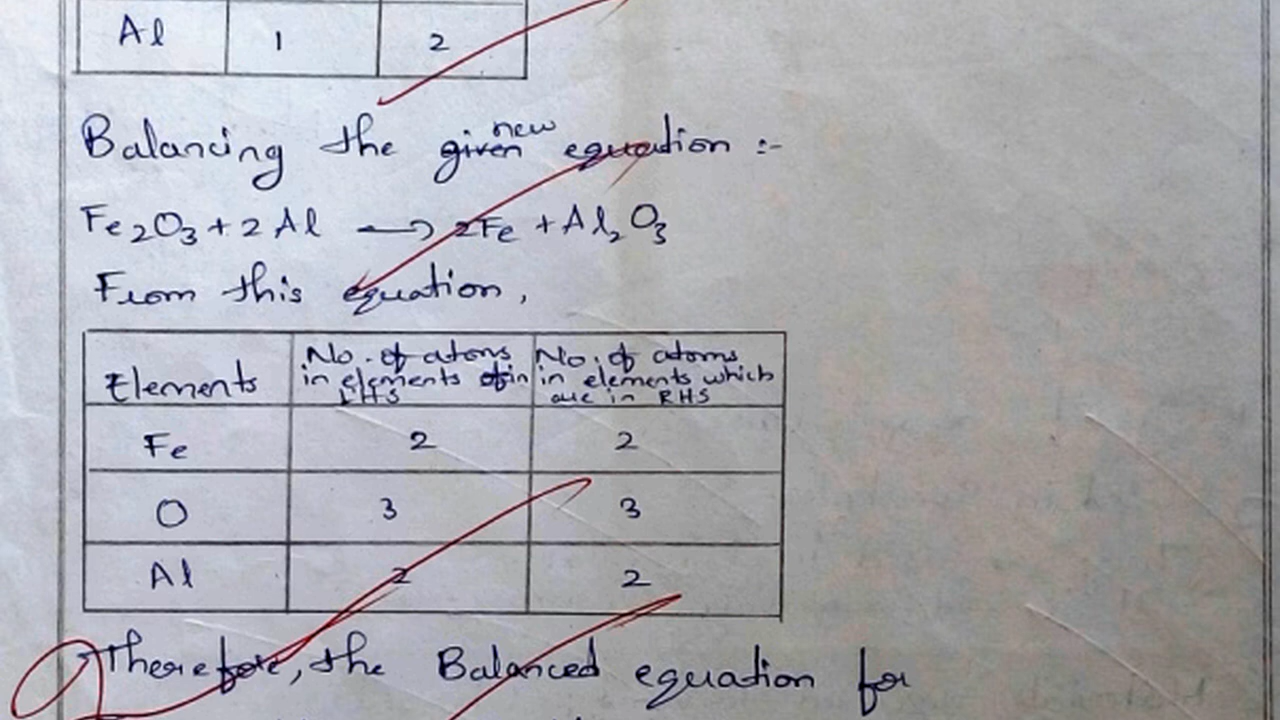 Al 1 2
Balancing the given new equation :-
Fe₂O₃ + 2 Al → 2Fe + Al₂O₃
From this equation,
Elements No. of atoms in elements in LHS No. of atoms in elements which are in RHS
Fe 2 2
O 3 3
Al 2 2
Therefore, the Balanced equation for